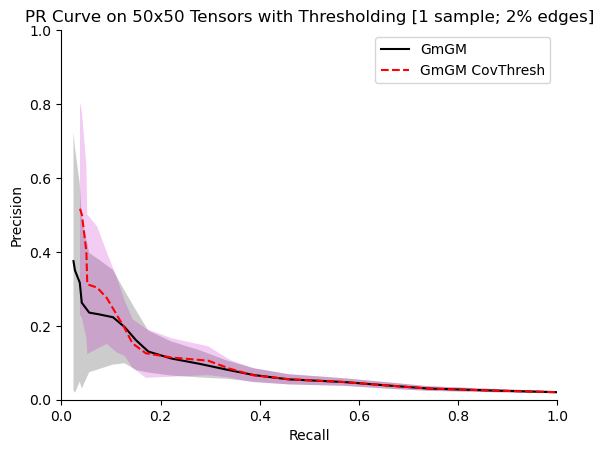 PR Curve on 50x50 Tensors with Thresholding [1 sample; 2% edges]
1.0
0.8
0.6
0.4
0.2
0.0
Precision
GmGM
GmGM CovThresh
0.0
0.2
0.4
0.6
0.8
1.0
Recall